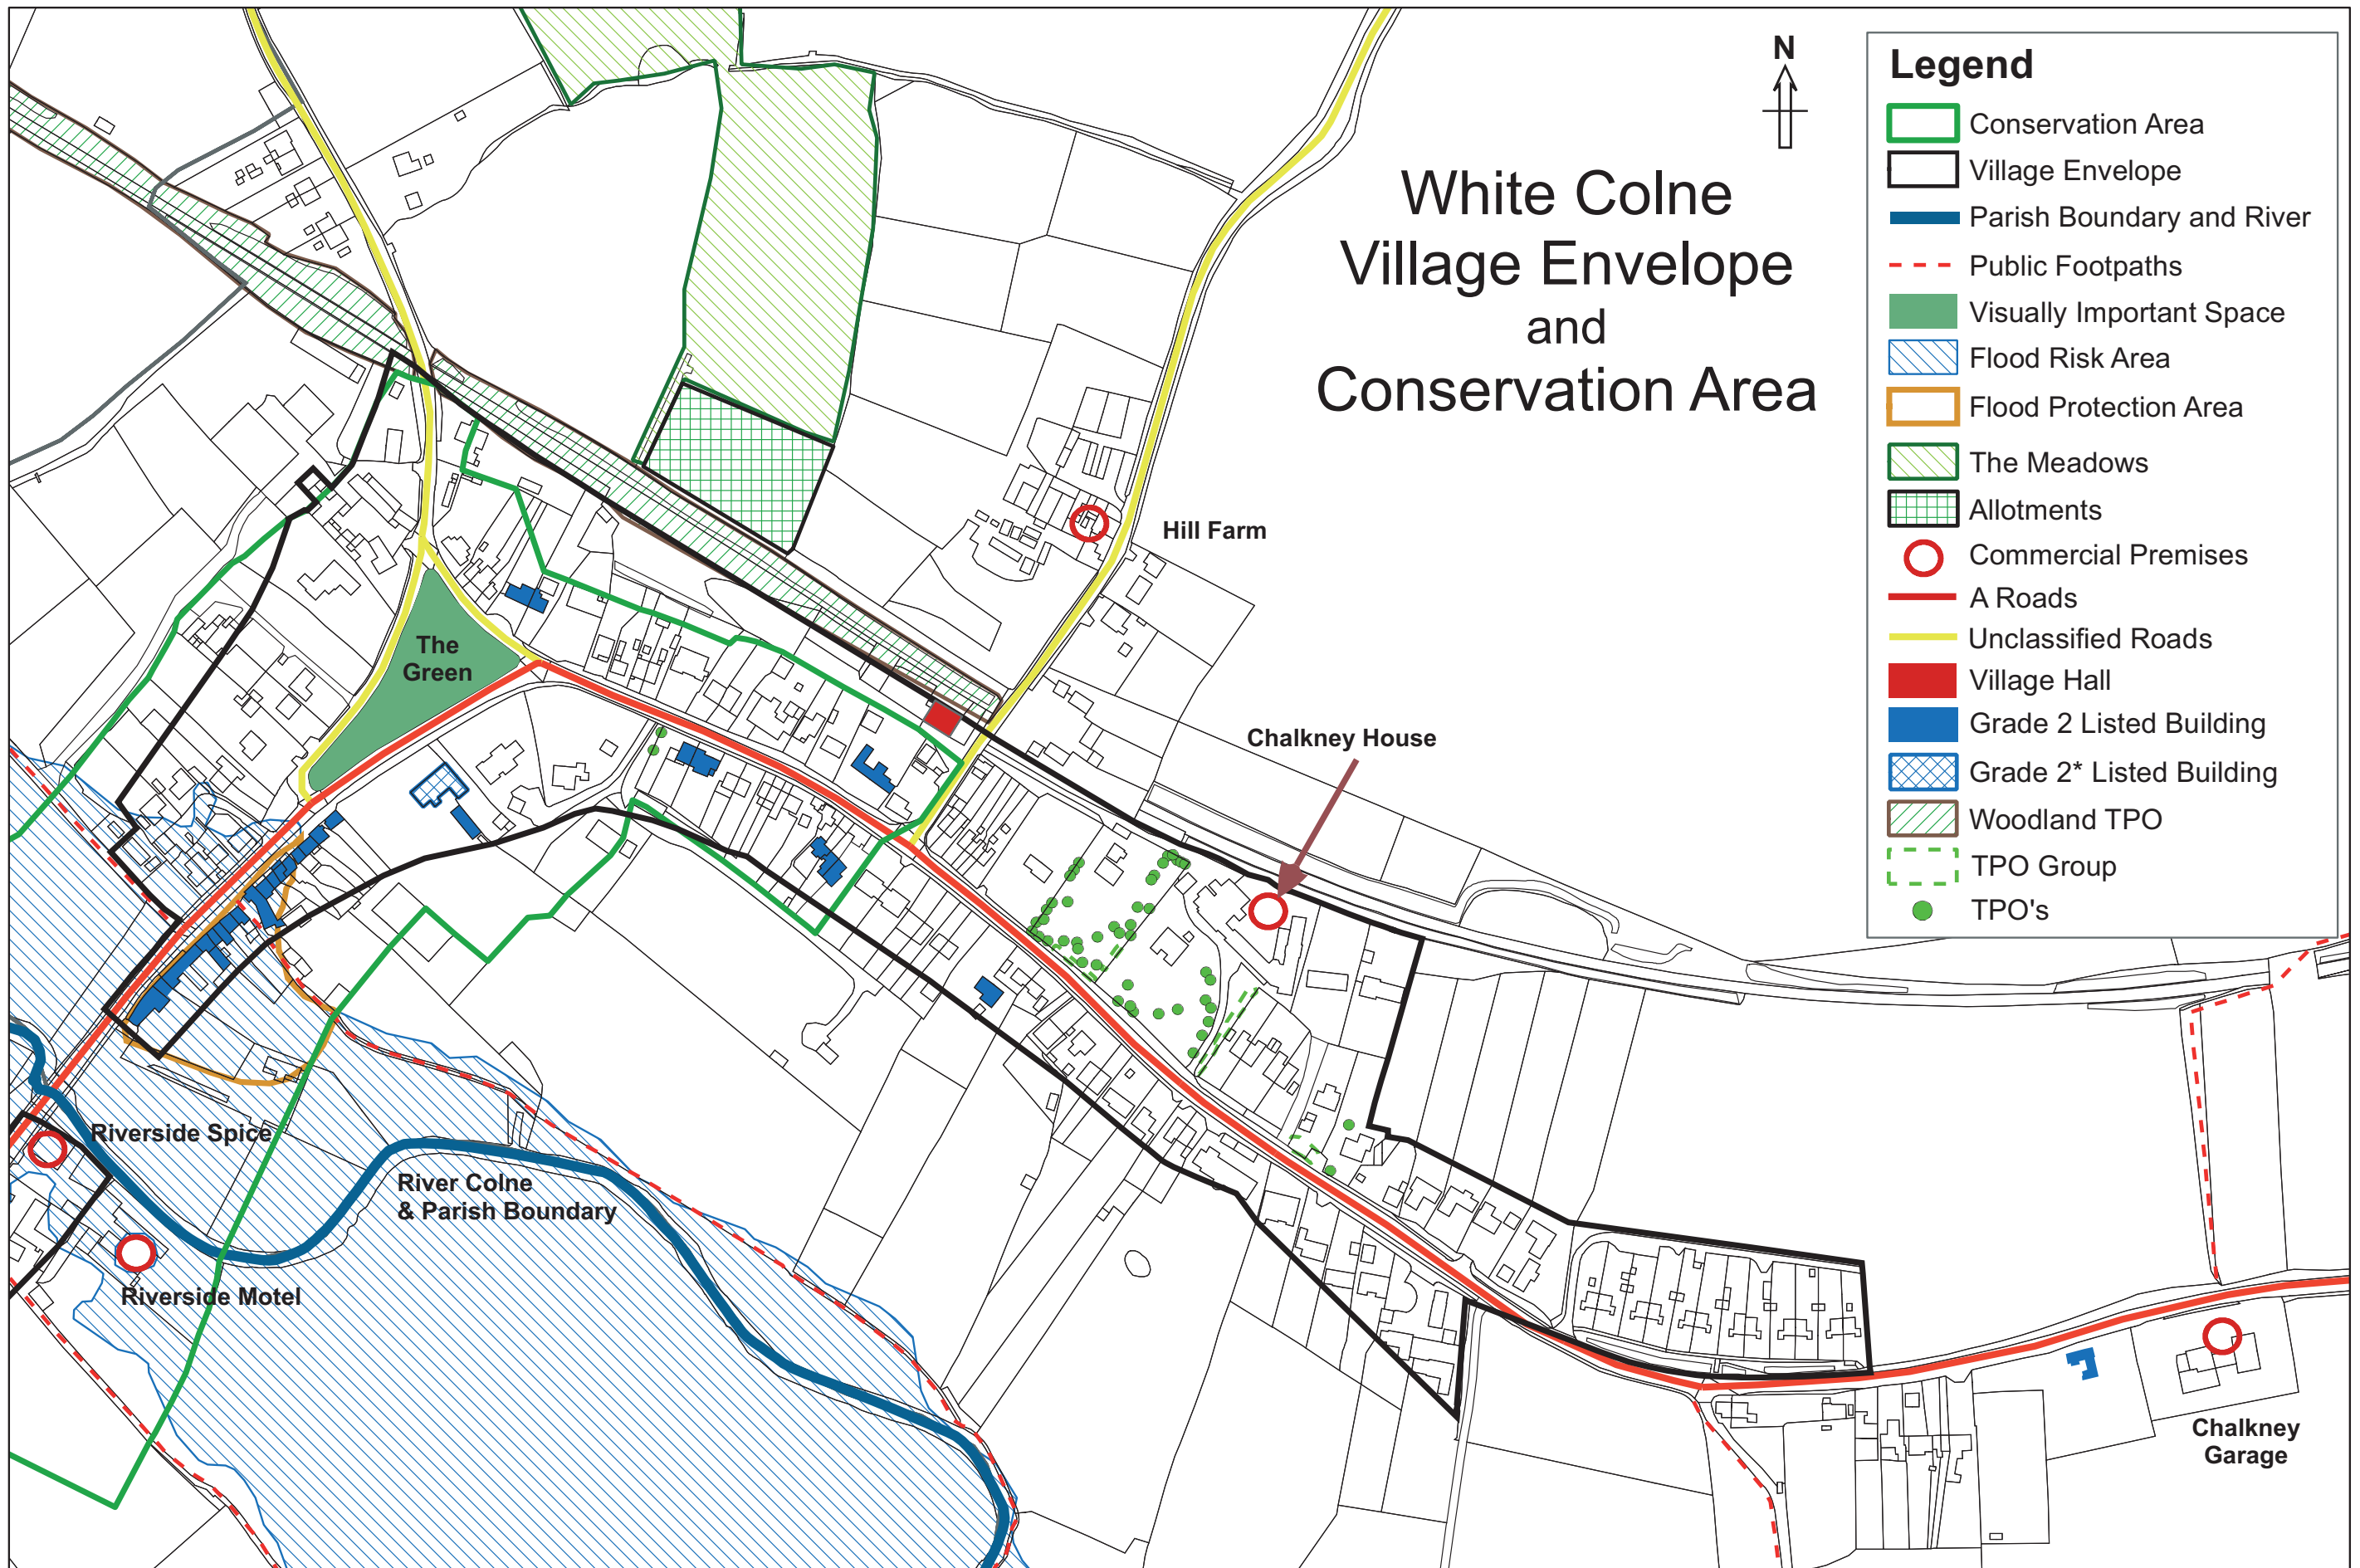 N
White Colne
Village Envelope
and
Conservation Area
Legend
Conservation Area
Village Envelope
Parish Boundary and River
Public Footpaths
Visually Important Space
Flood Risk Area
Flood Protection Area
The Meadows
Allotments
Commercial Premises
A Roads
Unclassified Roads
Village Hall
Grade 2 Listed Building
Grade 2* Listed Building
Woodland TPO
TPO Group
TPO's
Hill Farm
The
Green
Chalkney House
Riverside Spice
River Colne
& Parish Boundary
Riverside Motel
Chalkney
Garage